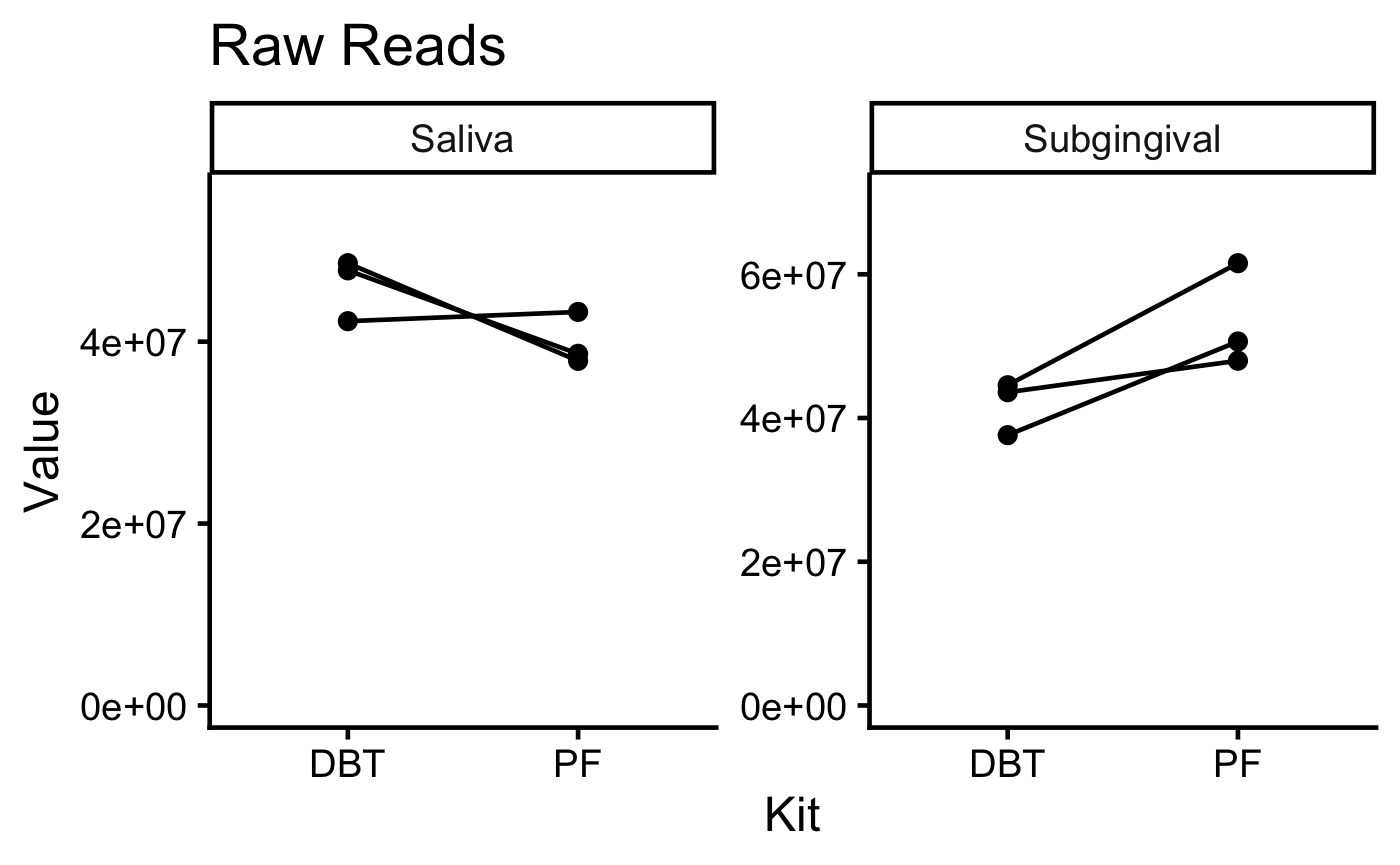 Raw Reads
Saliva
Subgingival
Value
4e+07
2e+07
0e+00
6e+07
4e+07
2e+07
0e+00
DBT
PF
DBT
PF
Kit